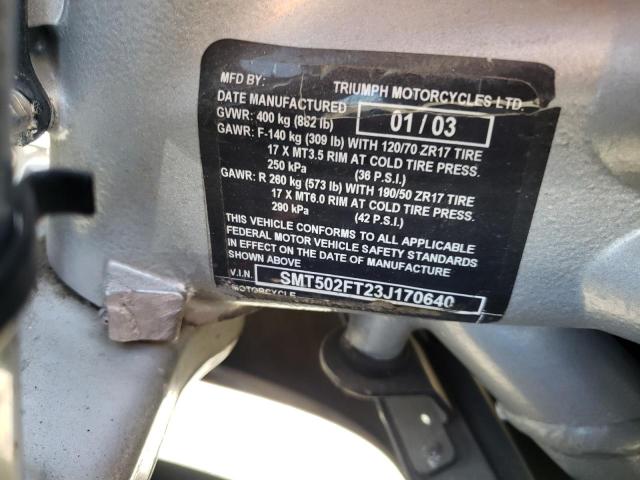 MFD BY: TRIUMPH MOTORCYCLES LTD
DATE MANUFACTURED 01 / 03
GVWR: 400 kg (882 lb)
GAWR: F-140 kg (309 lb) WITH 120/70 ZR17 TIRE
17 X MT3.5 RIM AT COLD TIRE PRESS.
250 kPa (36 P.S.I.)
GAWR: R 260 kg (573 lb) WITH 190/50 ZR17 TIRE
17 X MT6.0 RIM AT COLD TIRE PRESS.
290 kPa (42 P.S.I.)
THIS VEHICLE CONFORMS TO ALL APPLICABLE
FEDERAL MOTOR VEHICLE SAFETY STANDARDS
IN EFFECT ON THE DATE OF MANUFACTURE
SHOWN ABOVE
V.I.N. SMT502FT23J170640
MOTORCYCLE